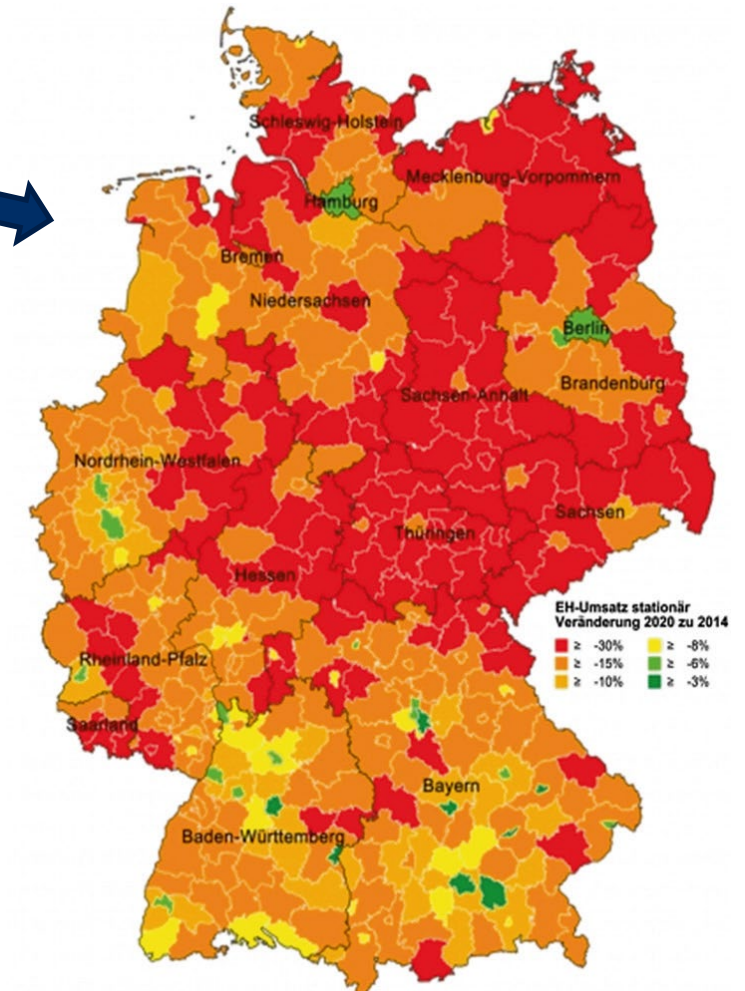 Schleswig-Holstein
Mecklenburg-Vorpommern
Hamburg
Bremen
Niedersachsen
Berlin
Brandenburg
Sachsen-Anhalt
Nordrhein-Westfalen
Sachsen
Thüringen
Hessen
EH-Umsatz stationär
Veränderung 2020 zu 2014
≥ -30% ≥ -8%
≥ -15% ≥ -6%
≥ -10% ≥ -3%
Rheinland-Pfalz
Saarland
Bayern
Baden-Württemberg